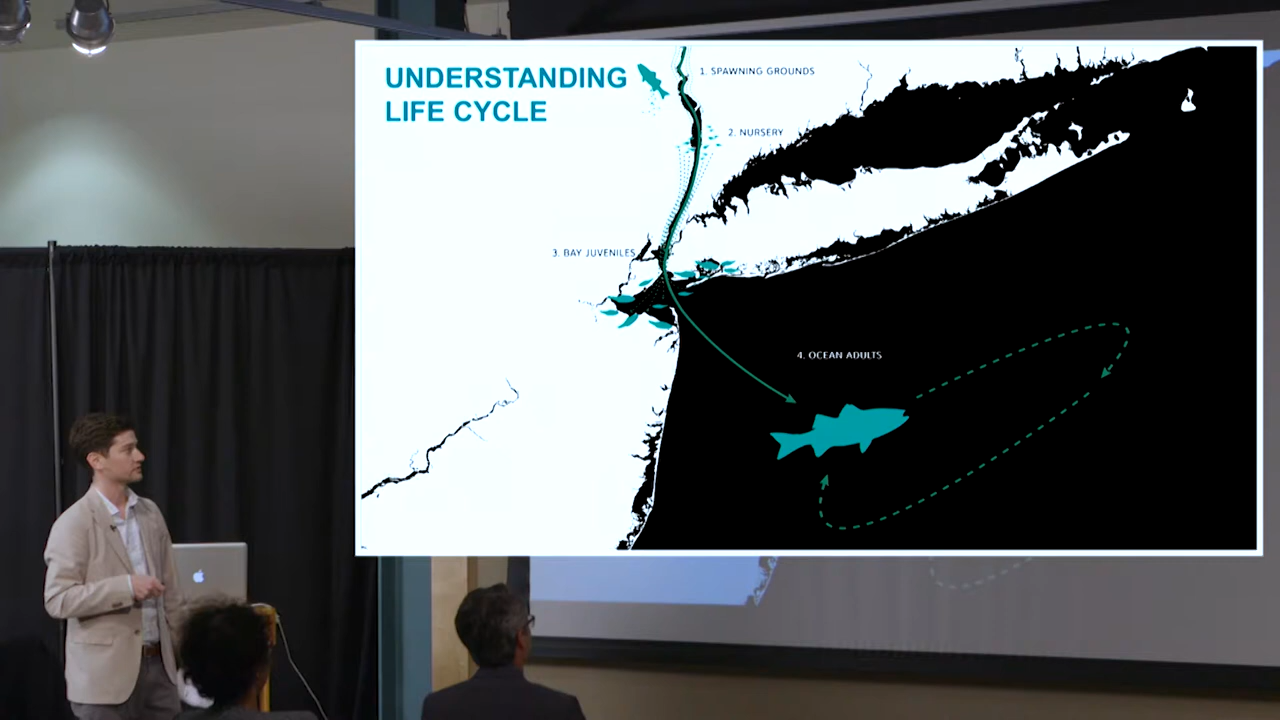 UNDERSTANDING
LIFE CYCLE
1. SPAWNING GROUNDS
2. NURSERY
3. BAY JUVENILES
4. OCEAN ADULTS